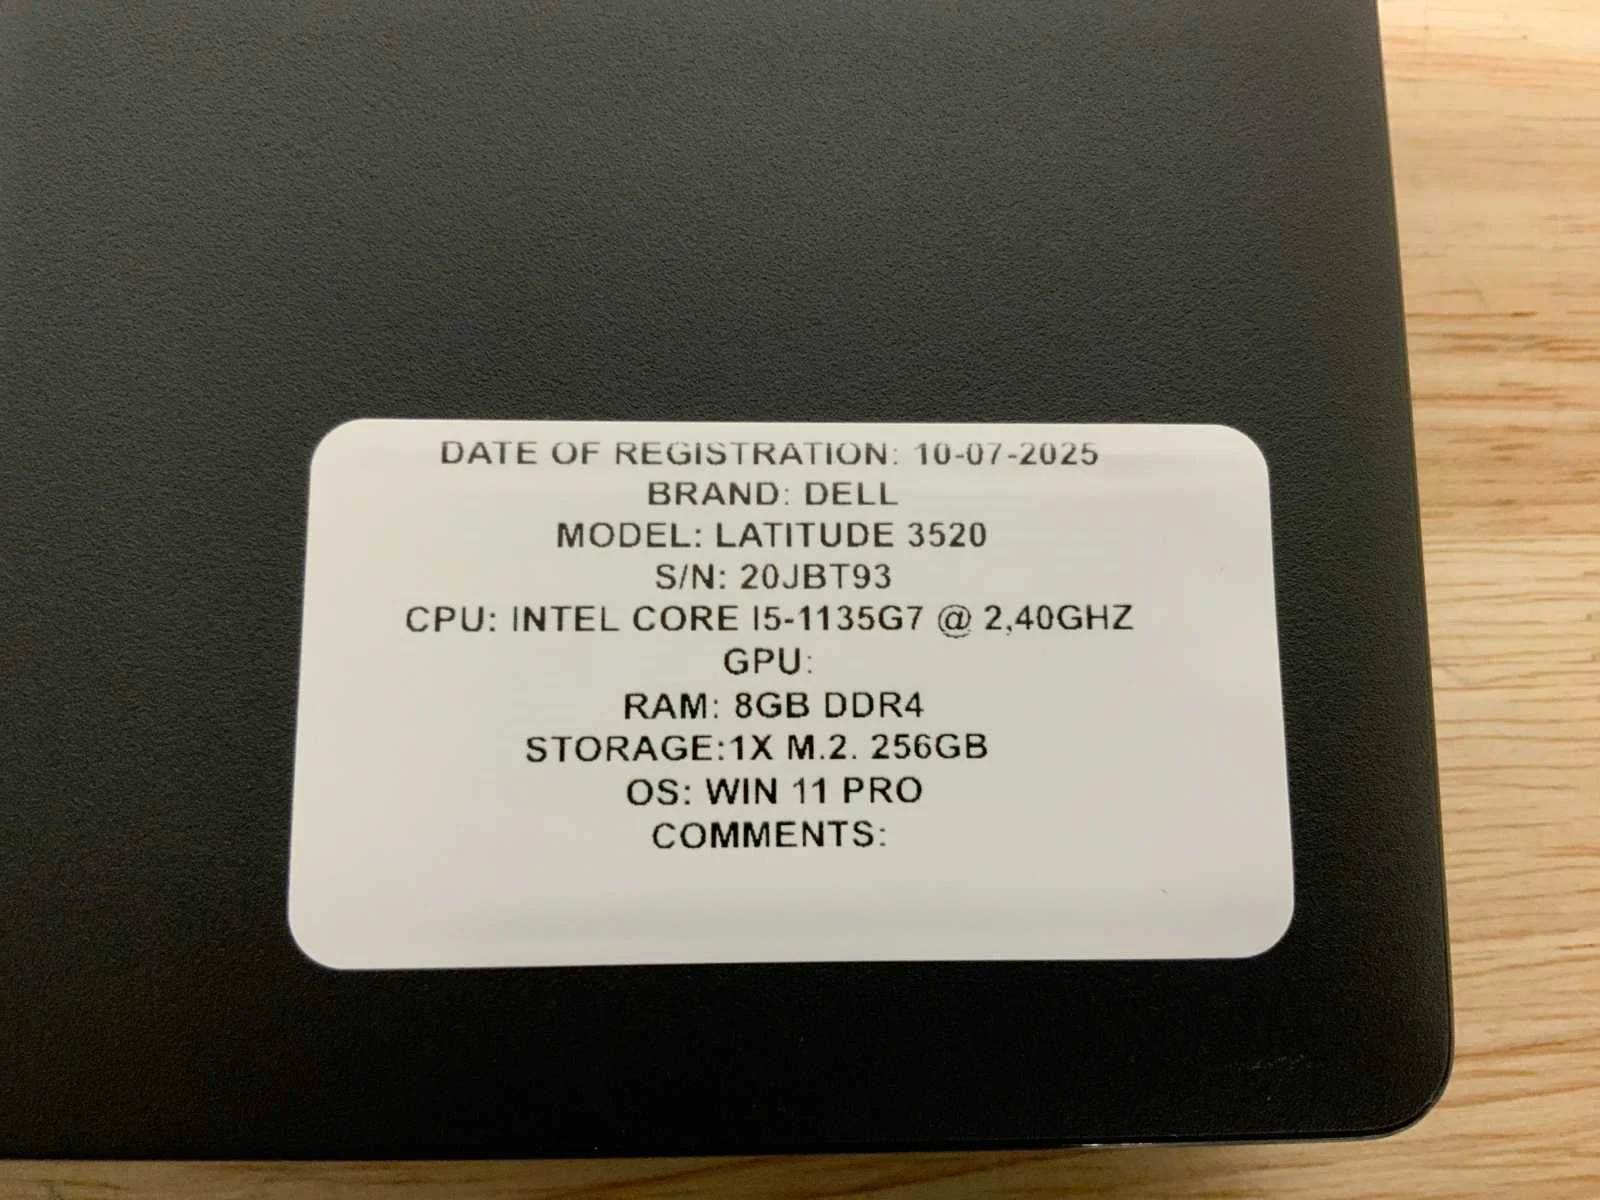 DATE OF REGISTRATION: 10-07-2025
BRAND: DELL
MODEL: LATITUDE 3520
S/N: 20JBT93
CPU: INTEL CORE I5-1135G7 @ 2,40GHZ
GPU:
RAM: 8GB DDR4
STORAGE:1X M.2. 256GB
OS: WIN 11 PRO
COMMENTS: